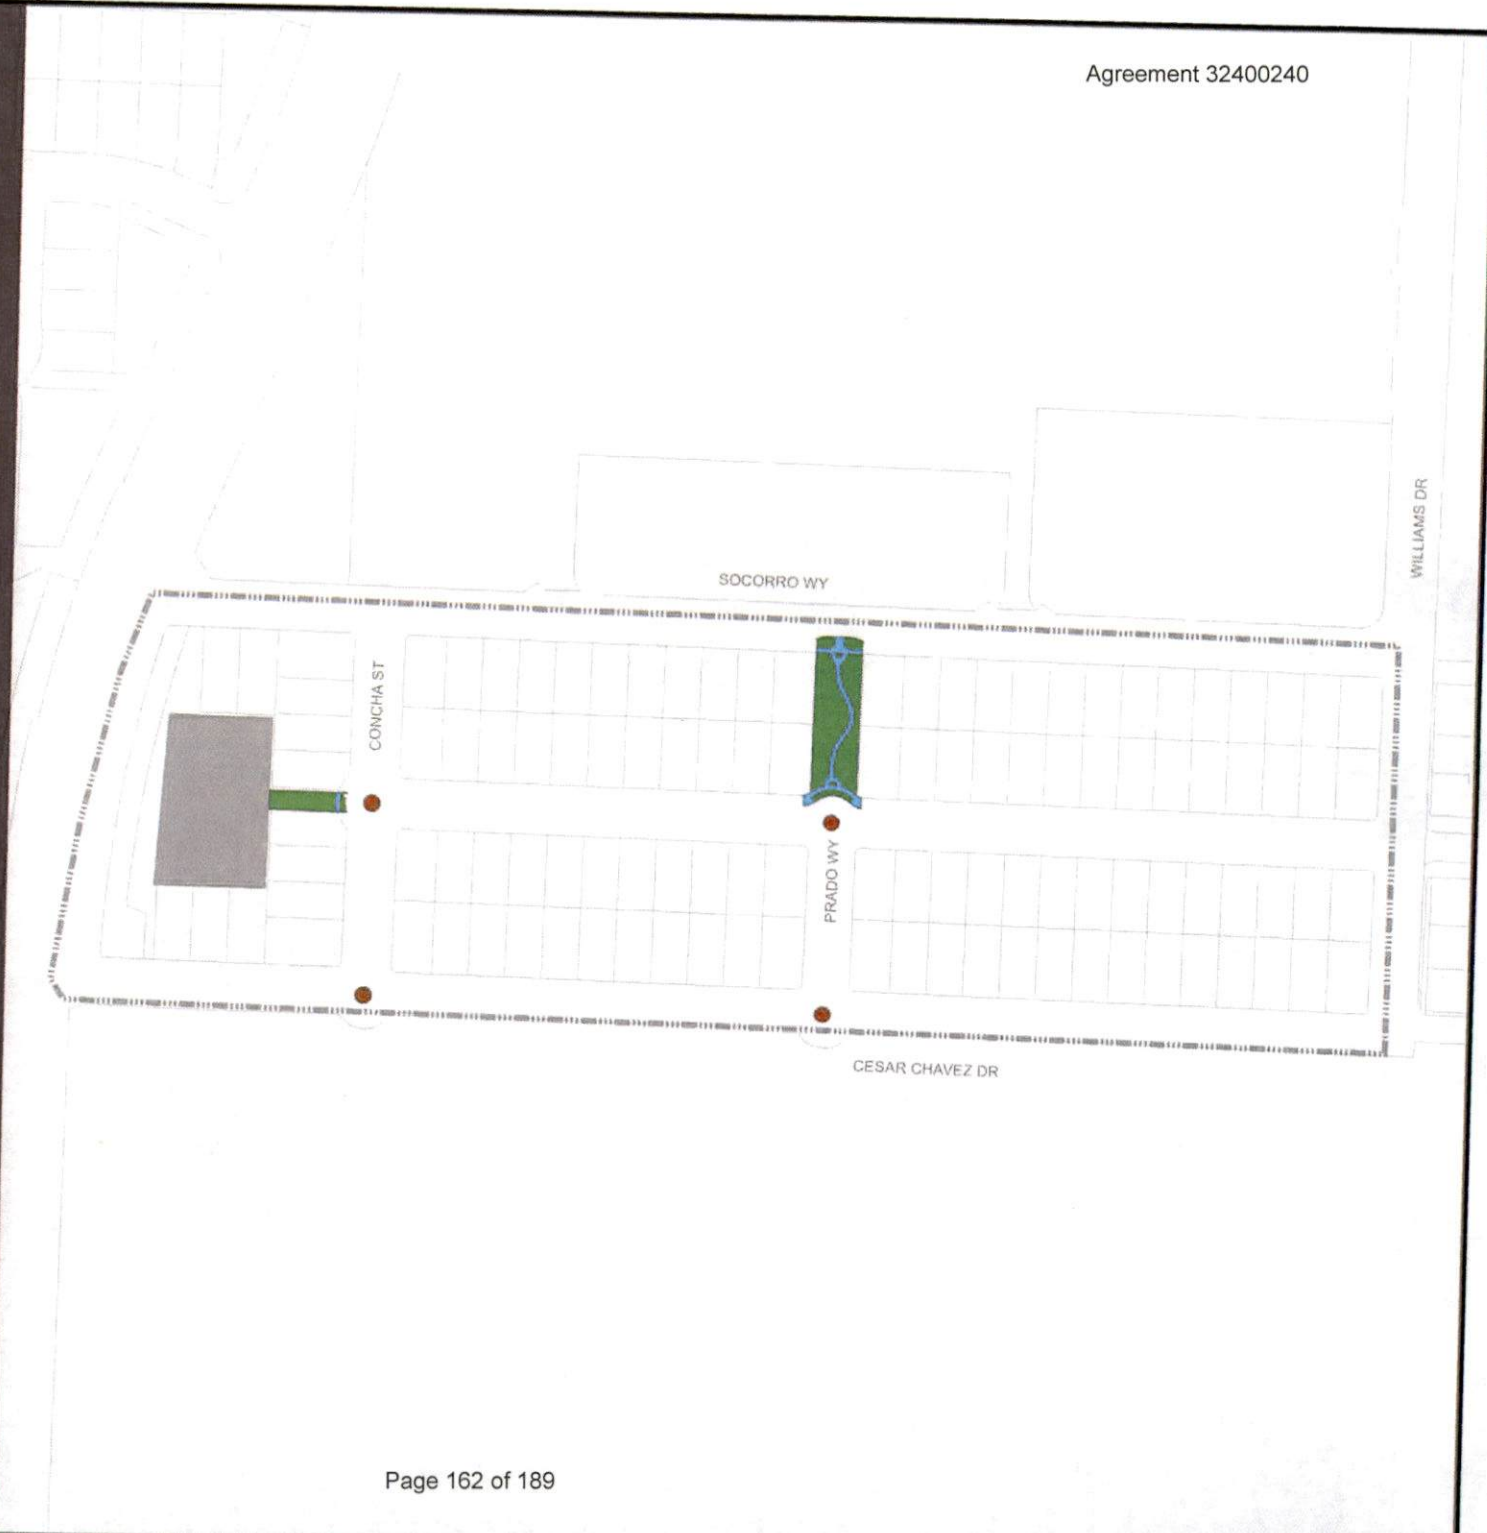 Agreement 32400240
WILLIAMS DR
SOCORRO WY
CONCHA ST
PRADO WY
CESAR CHAVEZ DR
Page 162 of 189